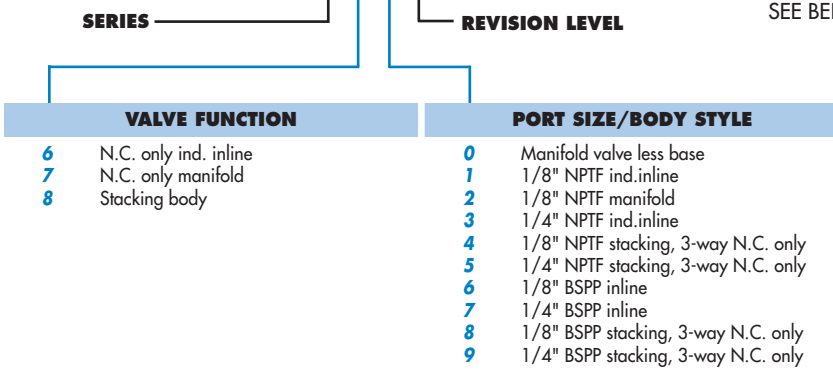 SERIES
REVISION LEVEL
SEE
VALVE FUNCTION
6 N.C. only ind. inline
7 N.C. only manifold
8 Stacking body
PORT SIZE/BODY STYLE
0 Manifold valve less base
1 1/8" NPTF ind.inline
2 1/8" NPTF manifold
3 1/4" NPTF ind.inline
4 1/8" NPTF stacking, 3-way N.C. only
5 1/4" NPTF stacking, 3-way N.C. only
6 1/8" BSPP inline
7 1/4" BSPP inline
8 1/8" BSPP stacking, 3-way N.C. only
9 1/4" BSPP stacking, 3-way N.C. only